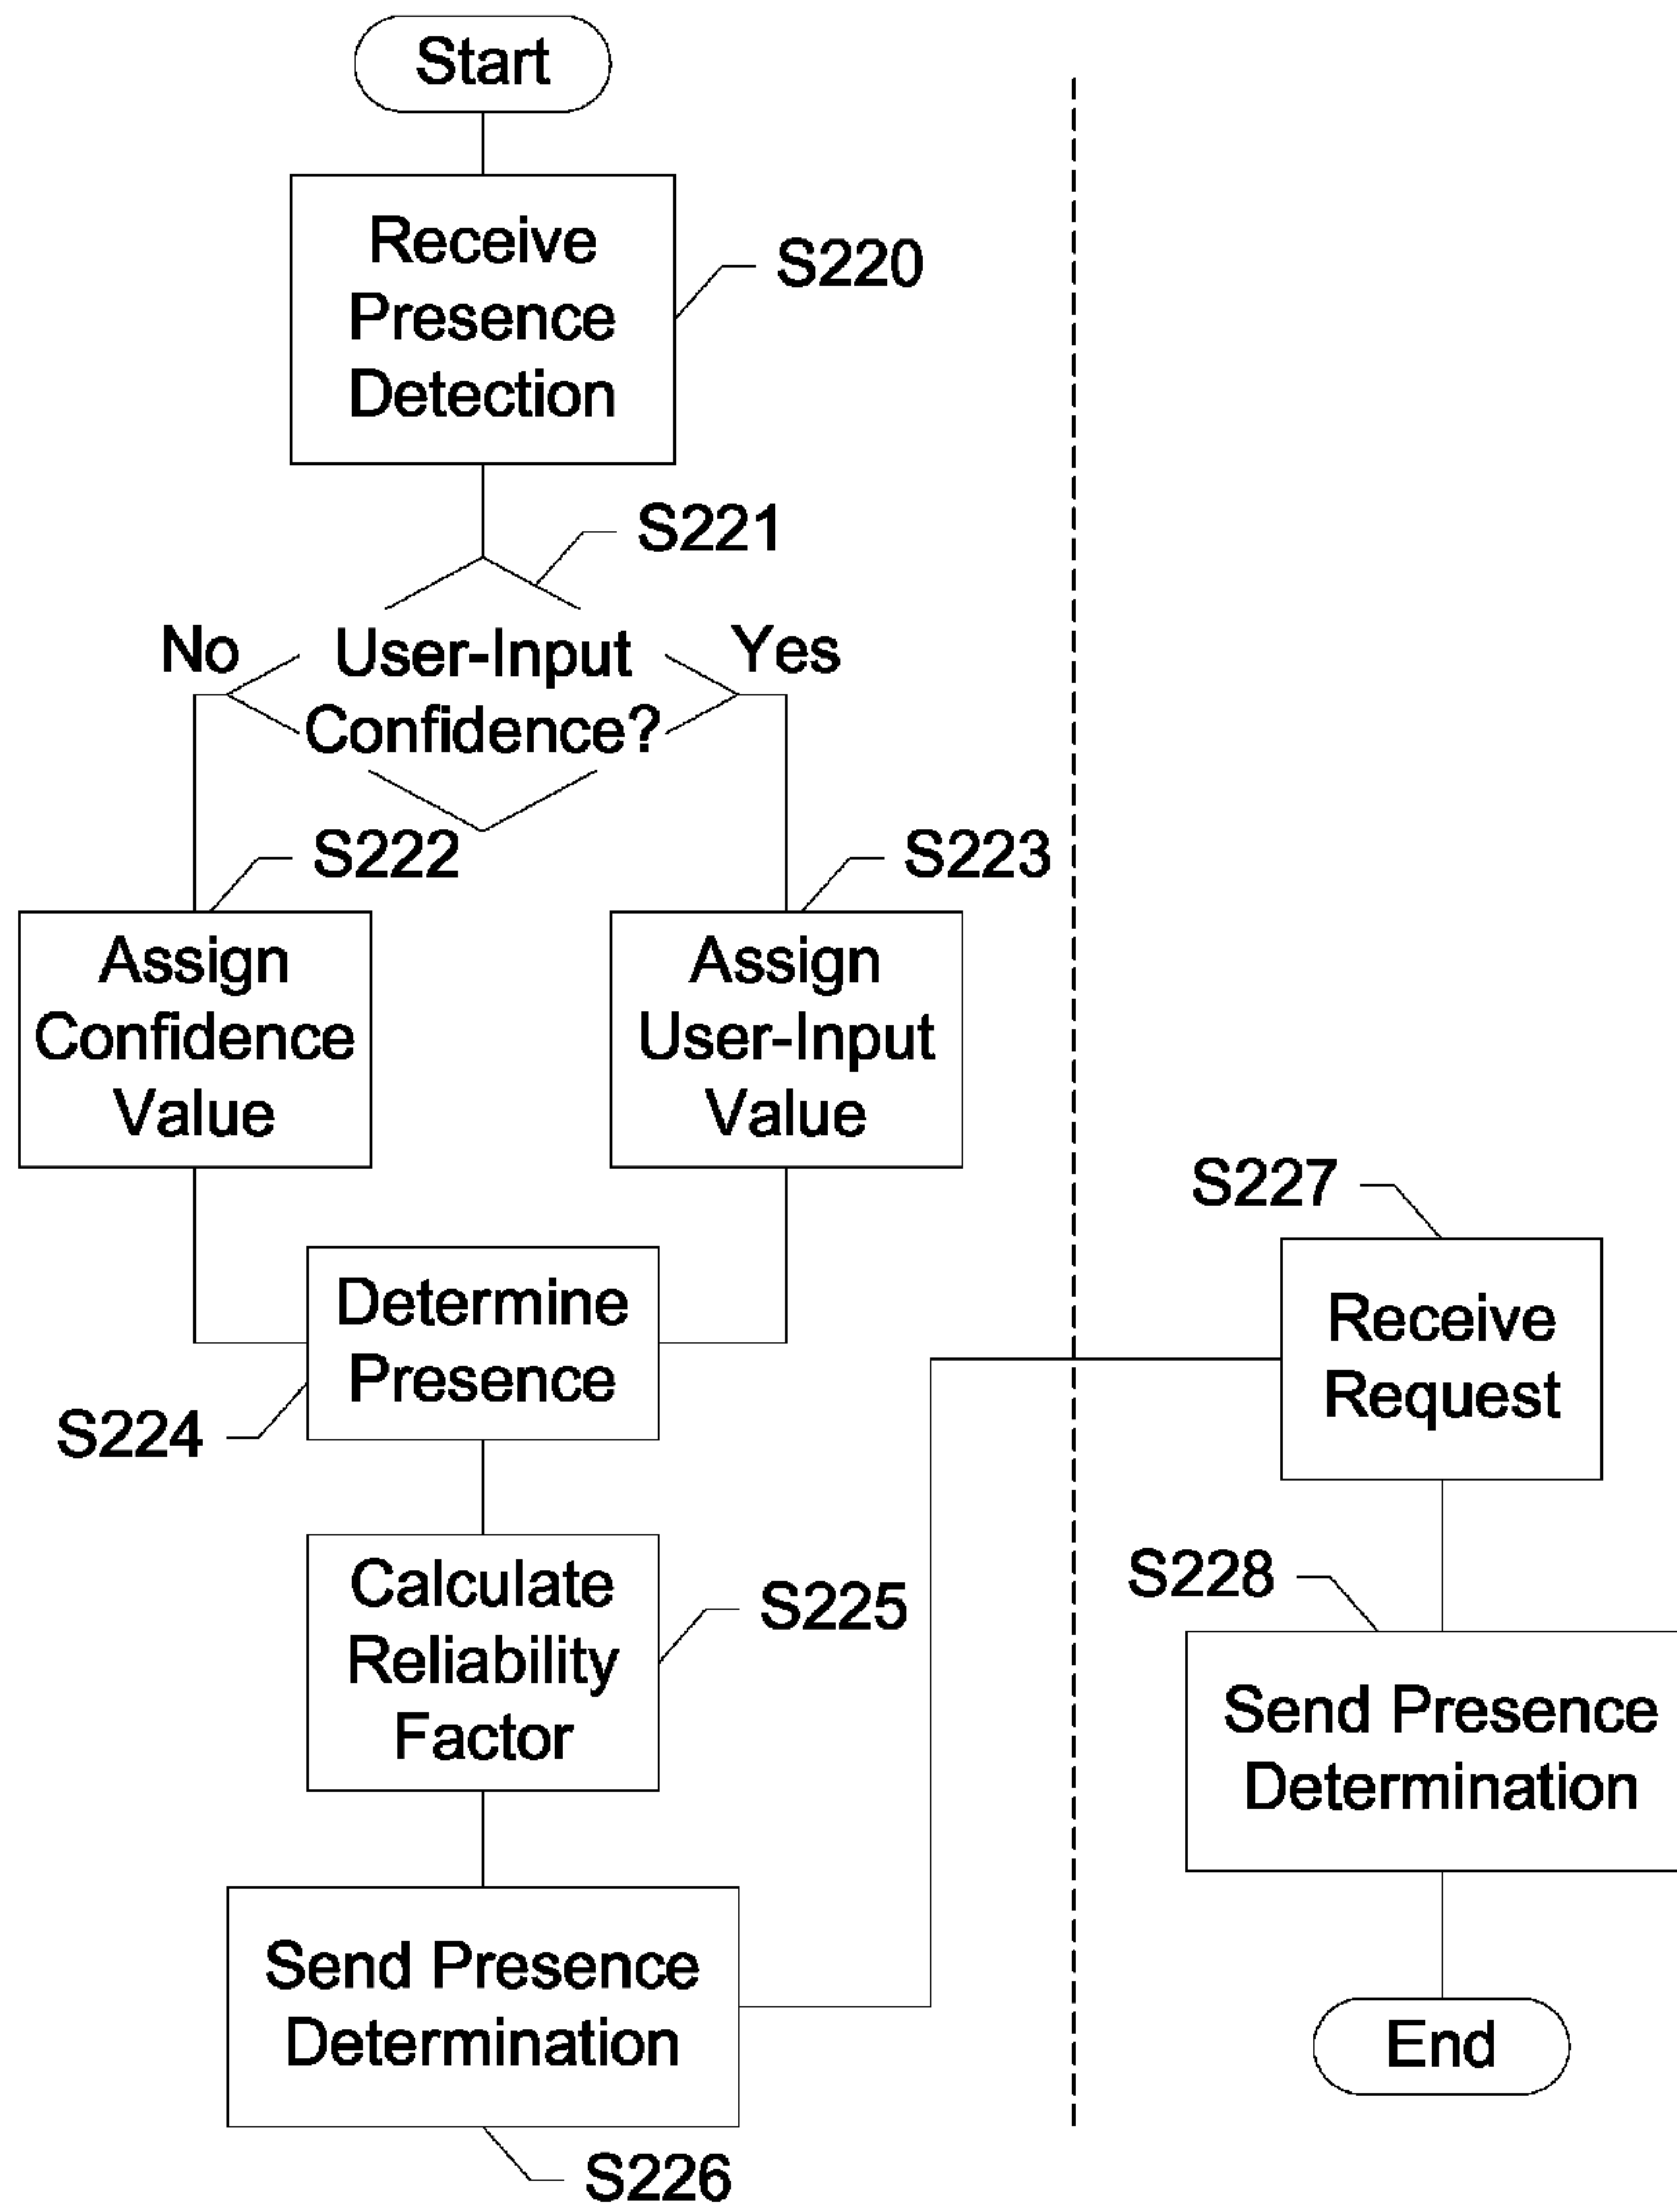 Start
Receive
Presence
Detection
S220
S221
No
User-Input
Confidence?
Yes
S222
S223
Assign
Confidence
Value
Assign
User-Input
Value
Determine
Presence
S224
Calculate
Reliability
Factor
S225
Send Presence
Determination
S226
S227
Receive
Request
S228
Send Presence
Determination
End